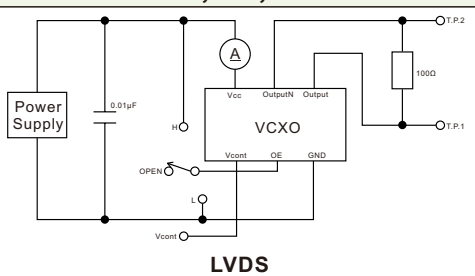 T.P.2
A
100Ω
Power
Supply
0.01µF
Vcc OutputN Output
H
VCXO
T.P.1
Vcont OE GND
OPEN
L
Vcont
LVDS